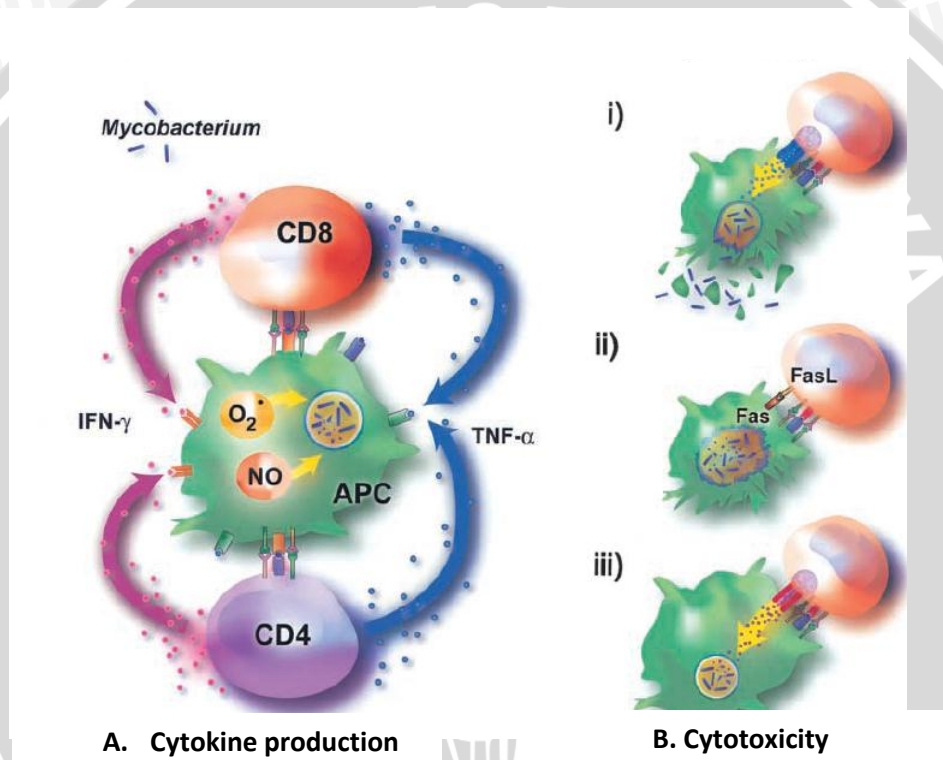 Mycobacterium
CD8
O2•
NO
APC
IFN-γ
TNF-α
CD4
A. Cytokine production
i)
ii)
FasL
Fas
iii)
B. Cytotoxicity